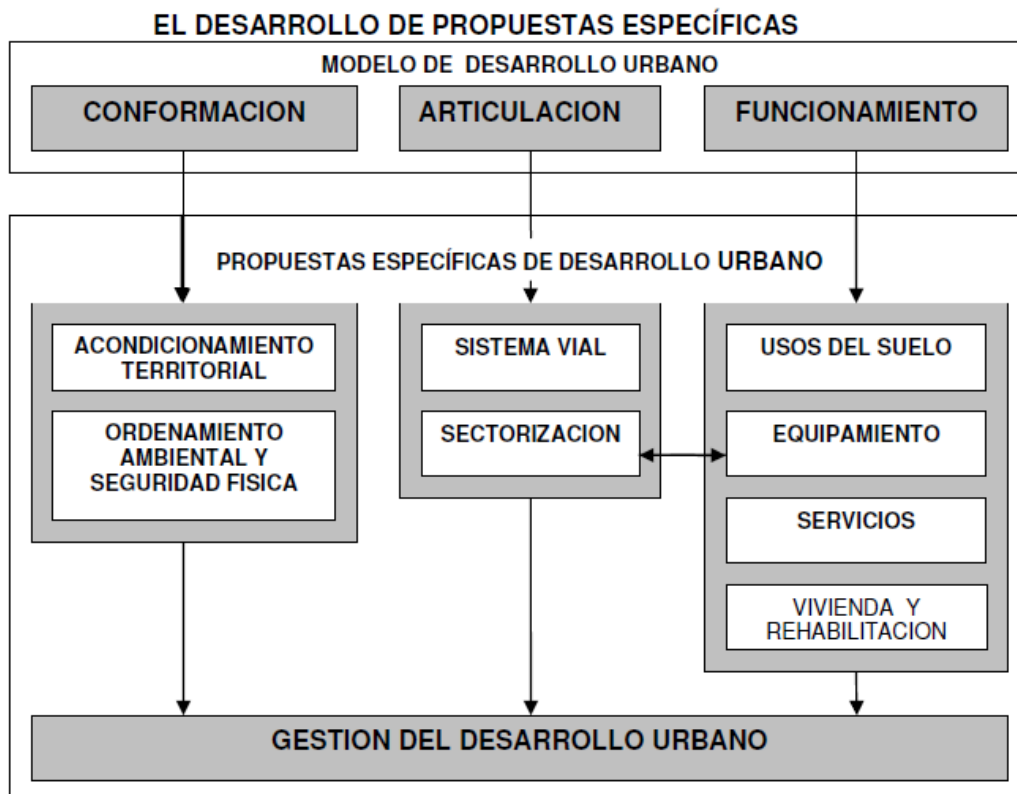 EL DESARROLLO DE PROPUESTAS ESPECÍFICAS
MODELO DE DESARROLLO URBANO
CONFORMACION
ARTICULACION
FUNCIONAMIENTO
PROPUESTAS ESPECÍFICAS DE DESARROLLO URBANO
ACONDICIONAMIENTO
TERRITORIAL
ORDENAMIENTO
AMBIENTAL Y
SEGURIDAD FISICA
SISTEMA VIAL
SECTORIZACION
USOS DEL SUELO
EQUIPAMIENTO
SERVICIOS
VIVIENDA Y
REHABILITACION
GESTION DEL DESARROLLO URBANO